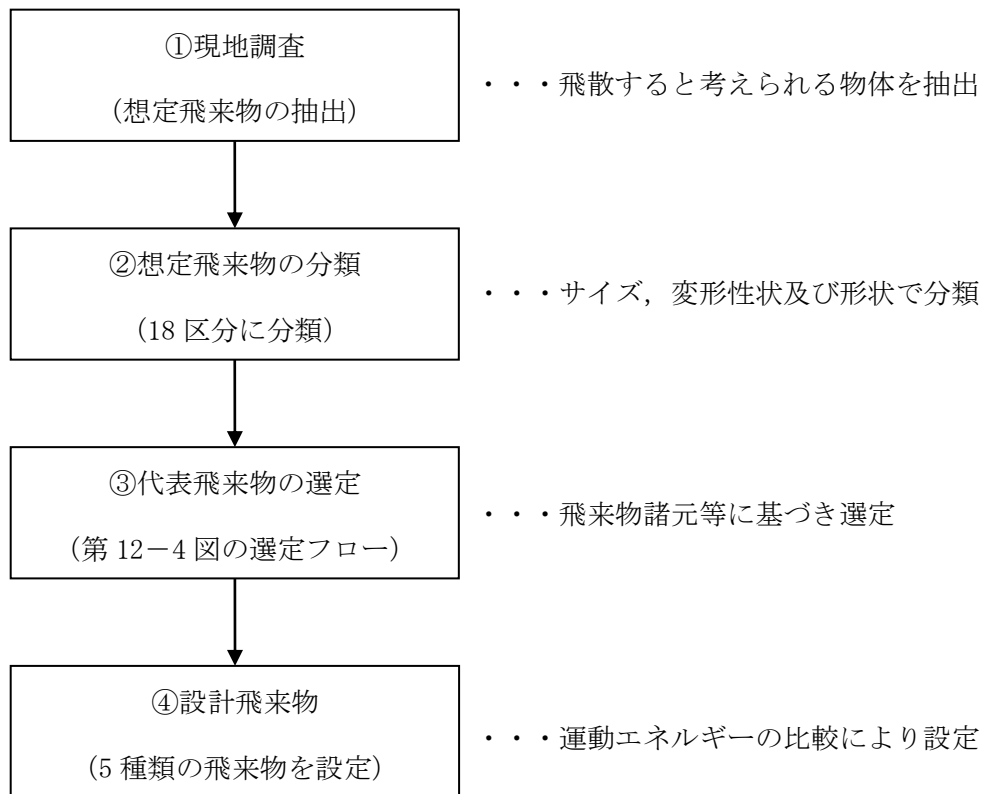 ①現地調査
(想定飛来物の抽出)
・・・飛散すると考えられる物体を抽出
②想定飛来物の分類
(18 区分に分類)
・・・サイズ，変形性状及び形状で分類
③代表飛来物の選定
(第 12－4 図の選定フロー)
・・・飛来物諸元等に基づき選定
④設計飛来物
(5 種類の飛来物を設定)
・・・運動エネルギーの比較により設定